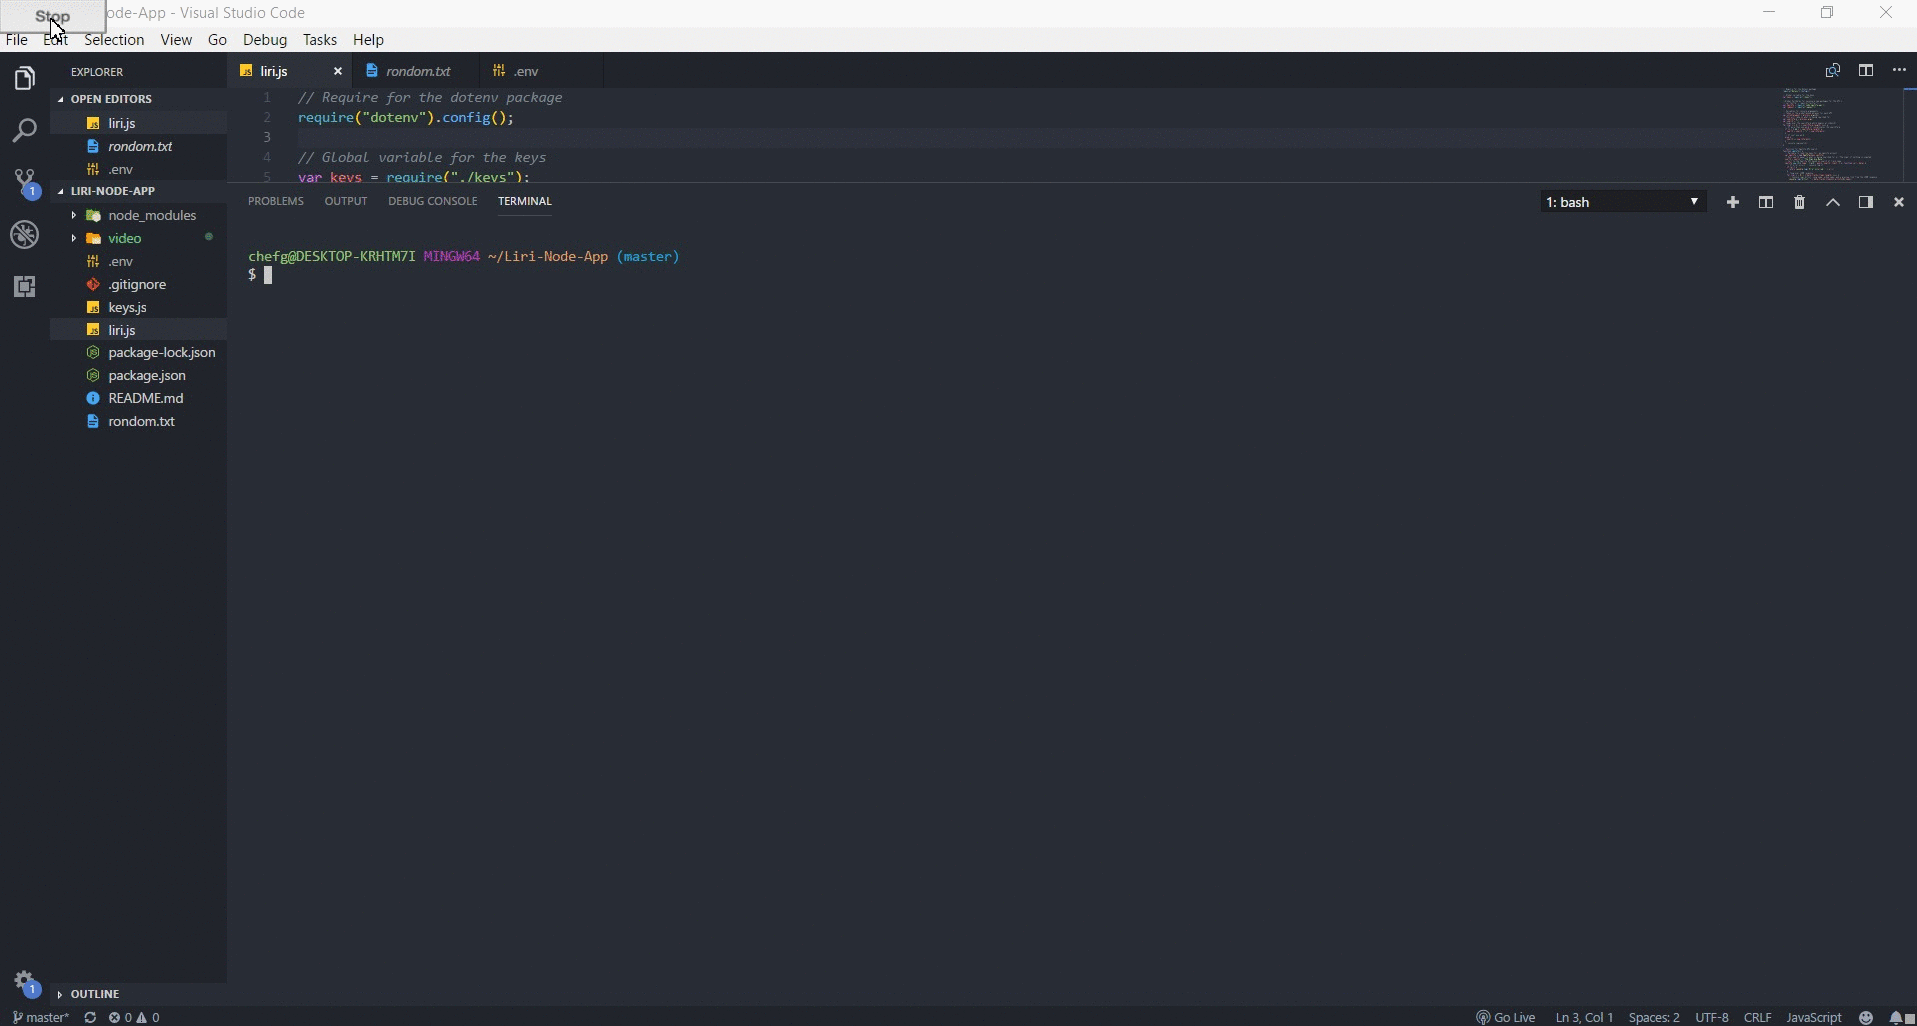 Stop
ode-App - Visual Studio Code
File Edit Selection View Go Debug Tasks Help
EXPLORER
OPEN EDITORS
liri.js
rondom.txt
.env
LIRI-NODE-APP
node_modules
video
.env
.gitignore
keys.js
liri.js
package-lock.json
package.json
README.md
rondom.txt
OUTLINE
liri.js rondom.txt .env
1 // Require for the dotenv package
2 require("dotenv").config();
3
4 // Global variable for the keys
5 var keys = require("./keys");
PROBLEMS OUTPUT DEBUG CONSOLE TERMINAL
1: bash
chefg@DESKTOP-KRHTM7I MINGW64 ~/Liri-Node-App (master)
$
1
1
master* 0 0
Go Live Ln 3, Col 1 Spaces: 2 UTF-8 CRLF JavaScript